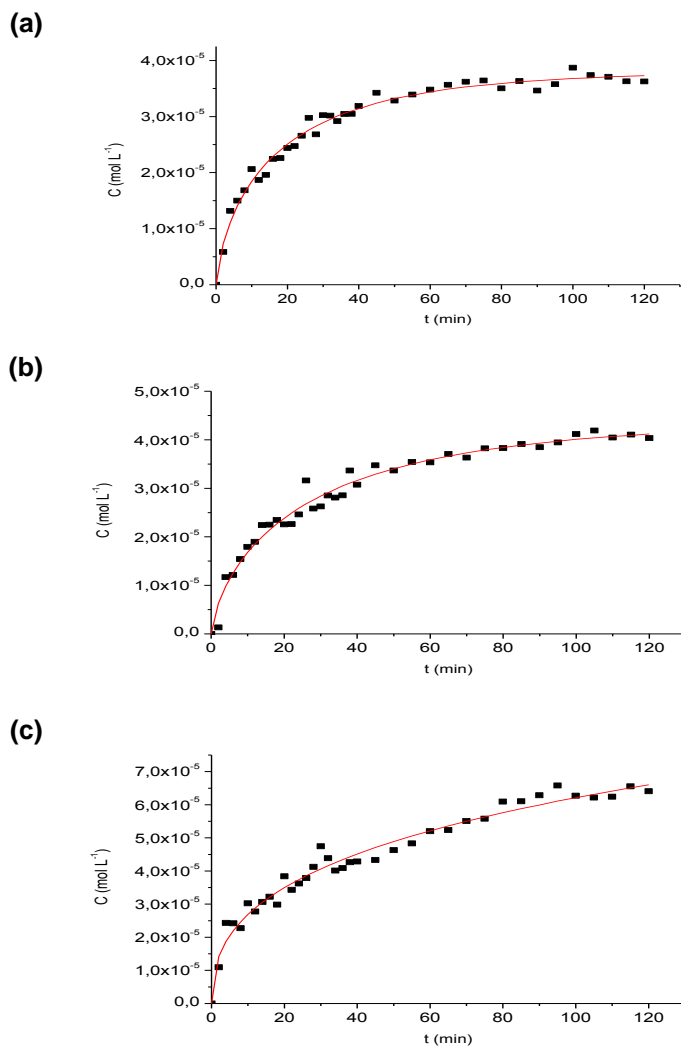 (a)
4,0x10⁻⁵
3,0x10⁻⁵
2,0x10⁻⁵
1,0x10⁻⁵
0,0
C (mol L⁻¹)
0 20 40 60 80 100 120
t (min)
(b)
5,0x10⁻⁵
4,0x10⁻⁵
3,0x10⁻⁵
2,0x10⁻⁵
1,0x10⁻⁵
0,0
C (mol L⁻¹)
0 20 40 60 80 100 120
t (min)
(c)
7,0x10⁻⁵
6,0x10⁻⁵
5,0x10⁻⁵
4,0x10⁻⁵
3,0x10⁻⁵
2,0x10⁻⁵
1,0x10⁻⁵
0,0
C (mol L⁻¹)
0 20 40 60 80 100 120
t (min)